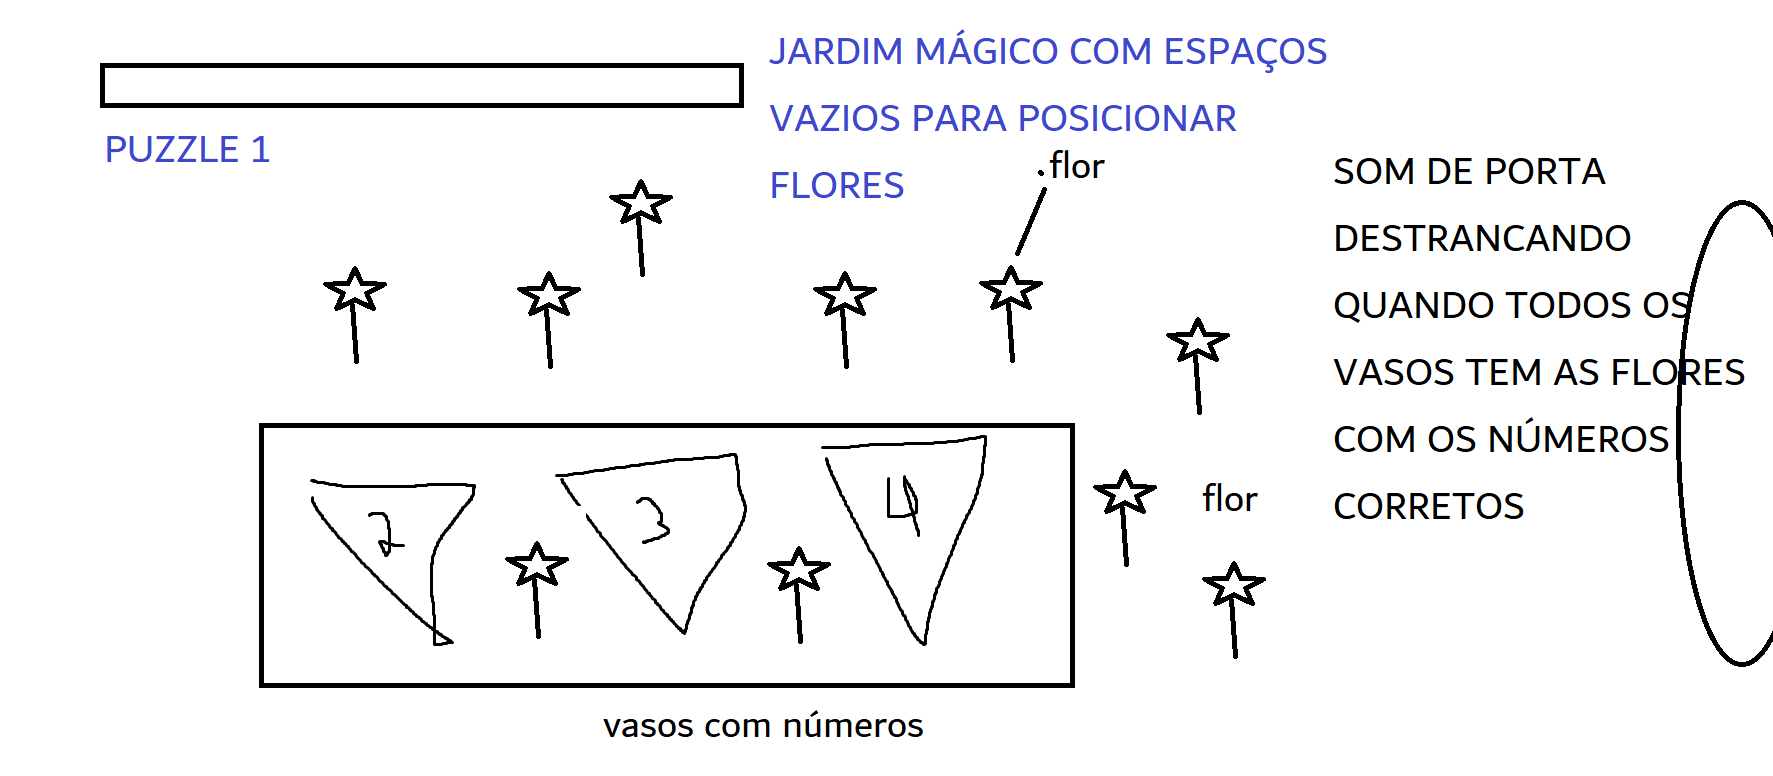 JARDIM MÁGICO COM ESPAÇOS
VAZIOS PARA POSICIONAR
FLORES
PUZZLE 1
.flor
SOM DE PORTA
DESTRANCANDO
QUANDO TODOS OS
VASOS TEM AS FLORES
COM OS NÚMEROS
CORRETOS
2
3
4
flor
vasos com números